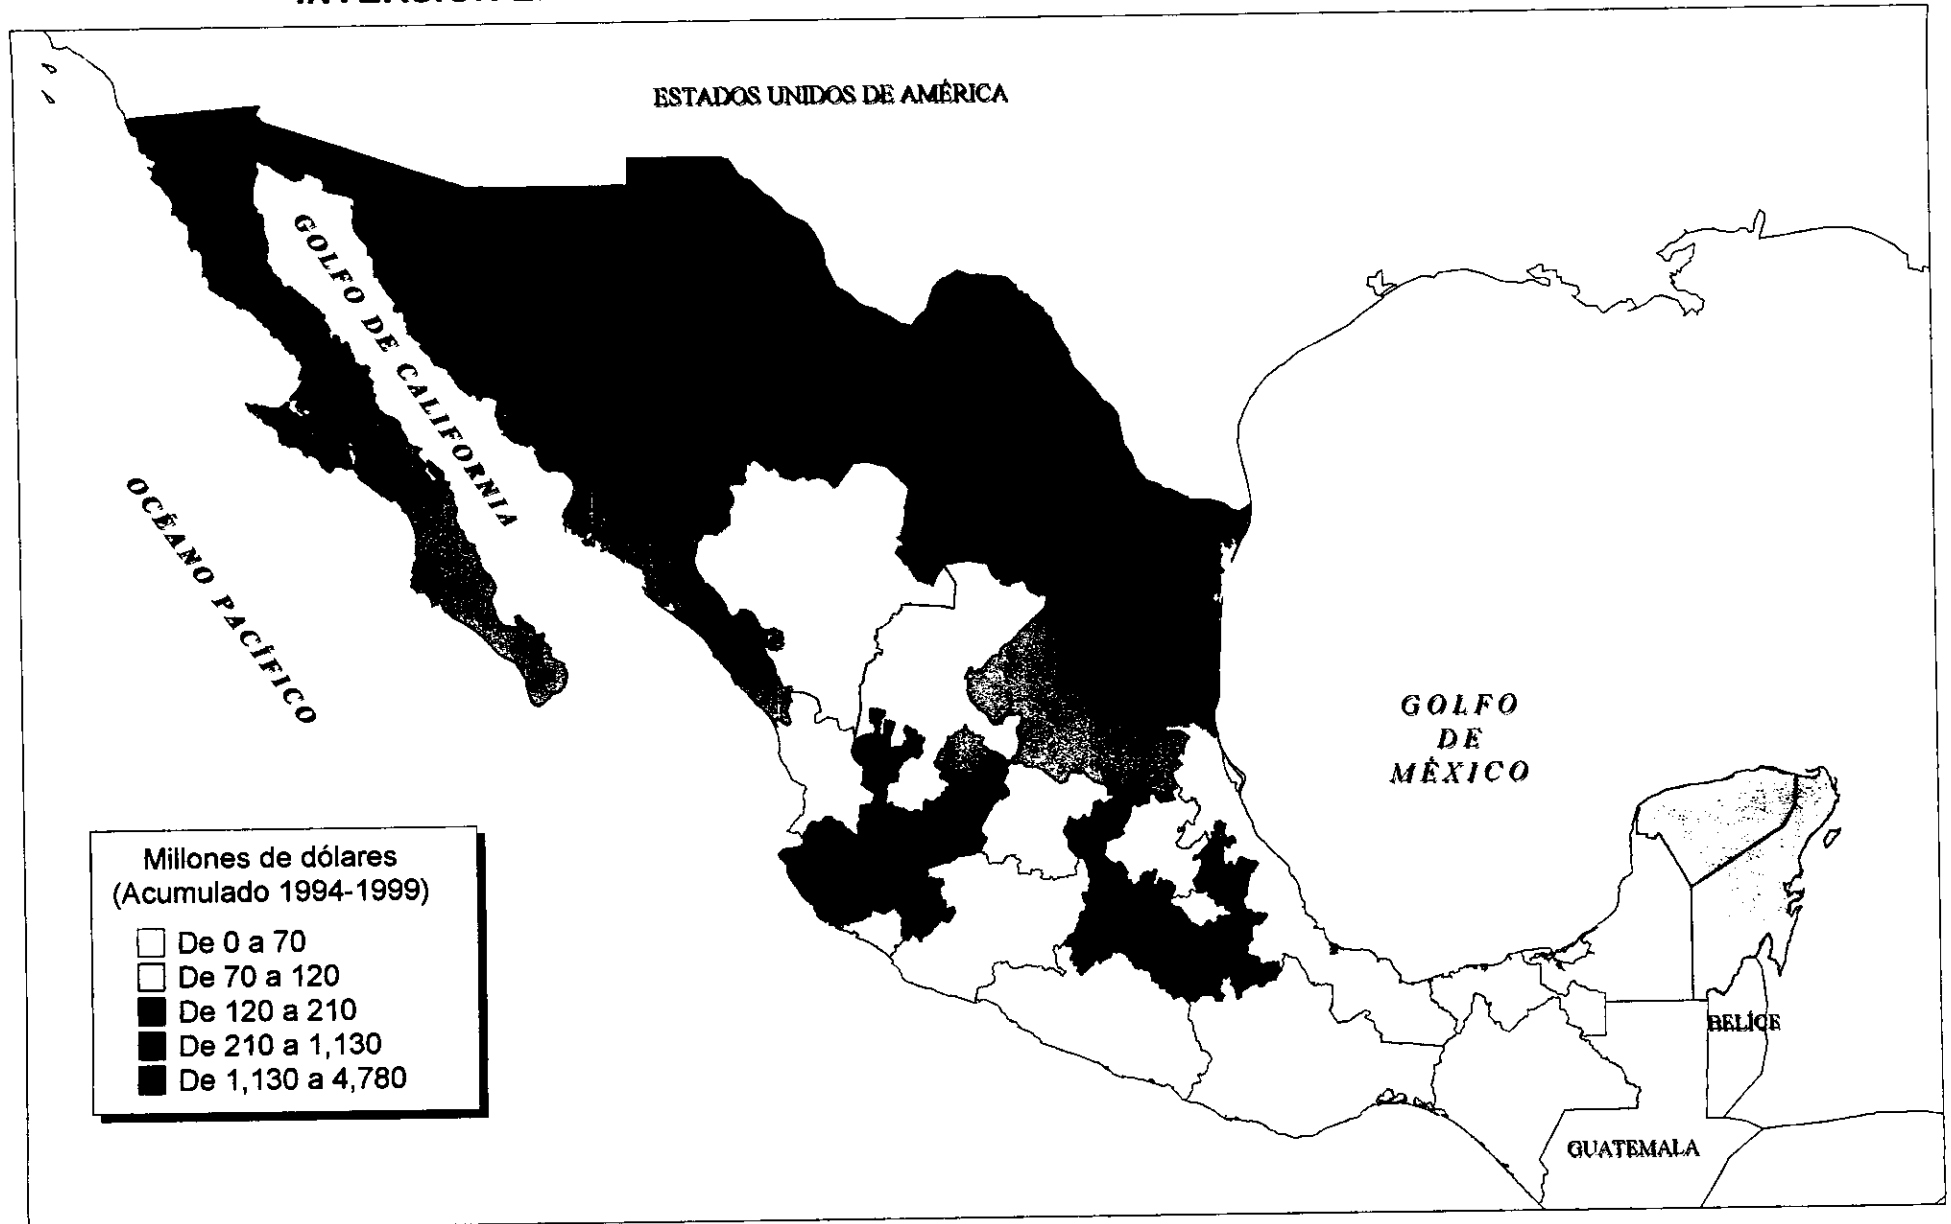 ESTADOS UNIDOS DE AMÉRICA
GOLFO DE CALIFORNIA
OCÉANO PACÍFICO
GOLFO
DE
MÉXICO
Millones de dólares
(Acumulado 1994-1999)
De 0 a 70
De 70 a 120
De 120 a 210
De 210 a 1,130
De 1,130 a 4,780
BELÍCE
GUATEMALA